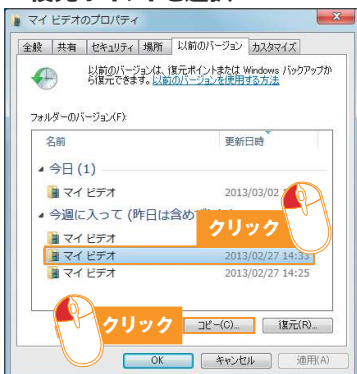 マイ ビデオのプロパティ
全般 共有 セキュリティ 場所 以前のバージョン カスタマイズ
以前のバージョンは、復元ポイントまたは Windows バックアップか
ら復元できます。以前のバージョンを使用する方法
フォルダーのバージョン(F):
名前 更新日時
今日 (1)
マイ ビデオ 2013/03/02
今週に入って (昨日は含め
マイ ビデオ
クリック
マイ ビデオ 2013/02/27 14:33
マイ ビデオ 2013/02/27 14:25
クリック
コピー(C)... 復元(R)...
OK キャンセル 適用(A)